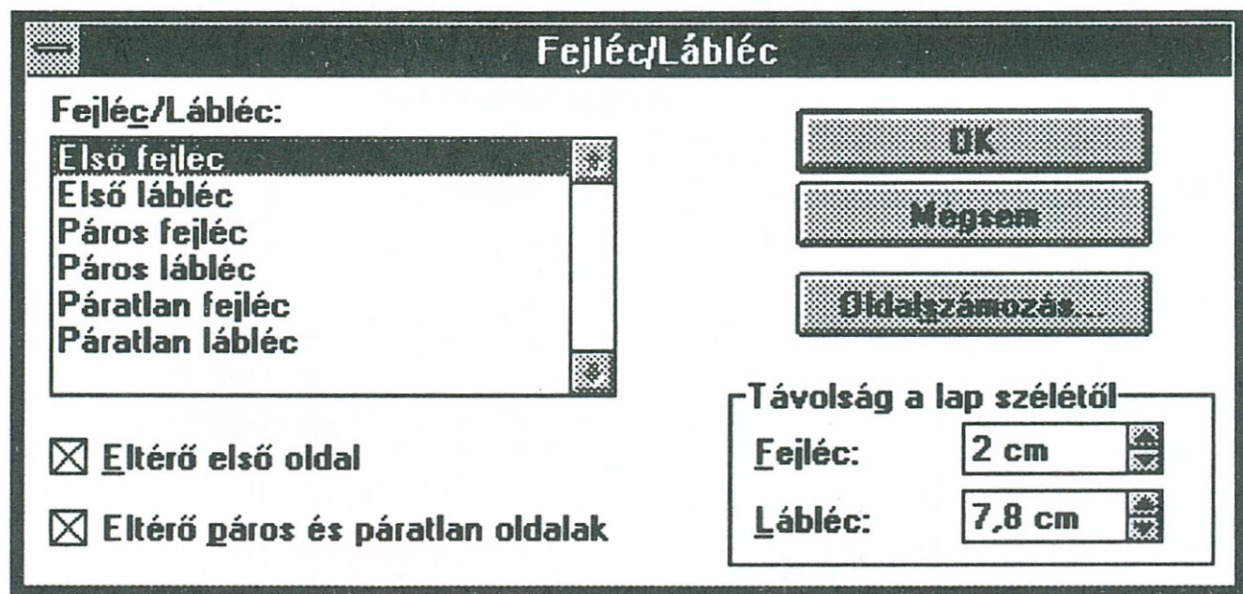 Fejléc/Lábléc
Fejléc/Lábléc:
Első fejléc
Első lábléc
Páros fejléc
Páros lábléc
Páratlan fejléc
Páratlan lábléc
Eltérő első oldal
Eltérő páros és páratlan oldalak
OK
Mégsem
Oldalszámozás...
Távolság a lap szélétől
Fejléc: 2 cm
Lábléc: 7,8 cm